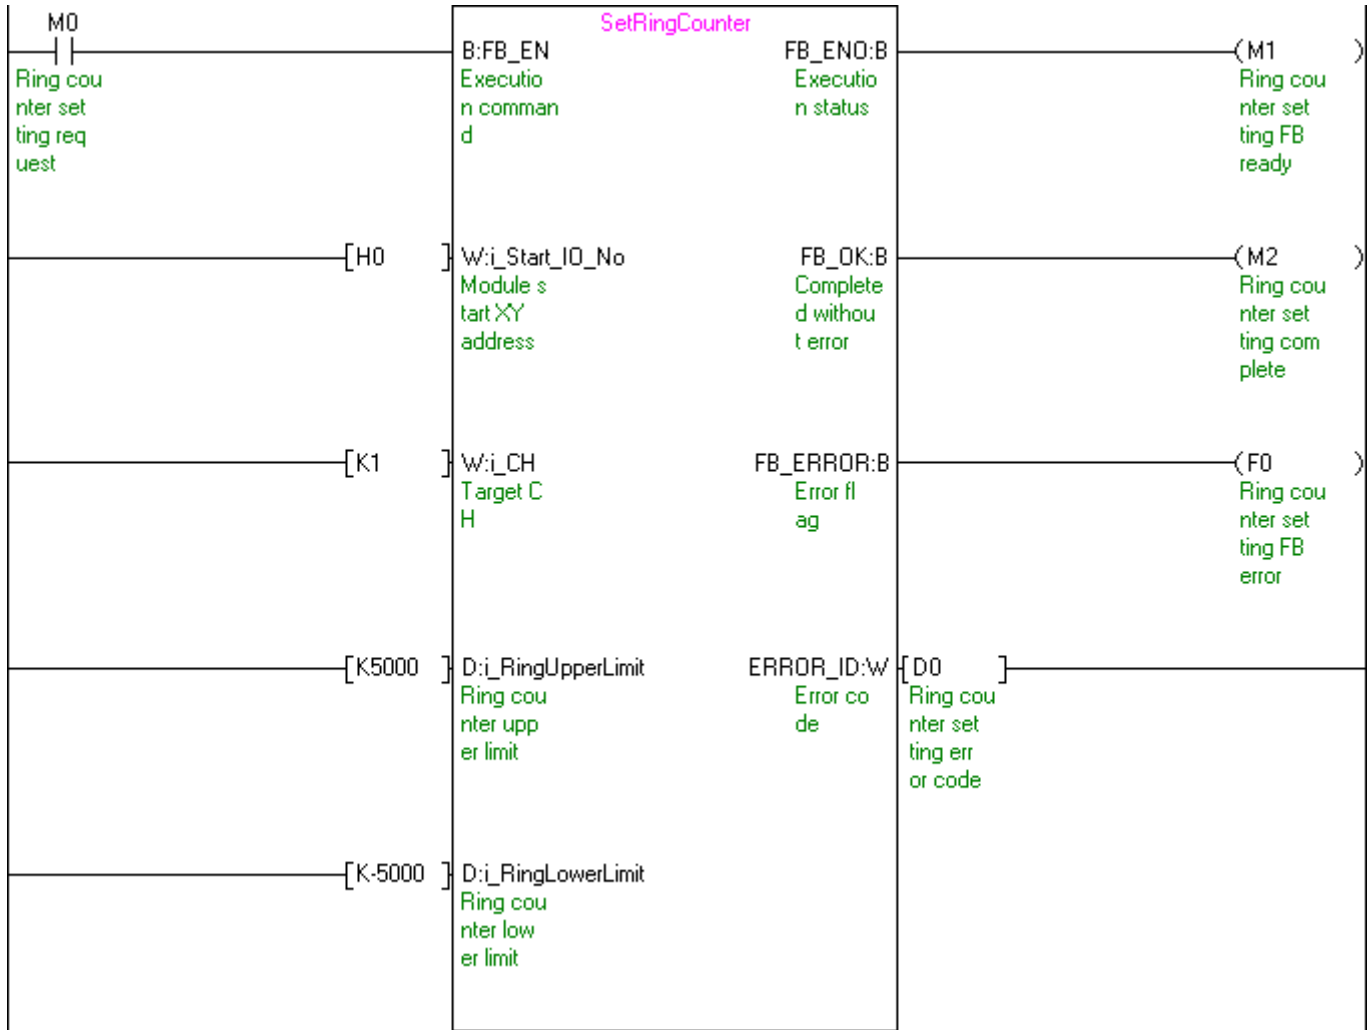 M0
SetRingCounter
B:FB_EN
FB_ENO:B
(M1 )
Ring cou
nter set
ting req
uest
Executio
n comman
d
Executio
n status
Ring cou
nter set
ting FB
ready
[H0 ]
W:i_Start_IO_No
FB_OK:B
(M2 )
Module s
tart XY
address
Complete
d withou
t error
Ring cou
nter set
ting com
plete
[K1 ]
W:i_CH
FB_ERROR:B
(F0 )
Target C
H
Error fl
ag
Ring cou
nter set
ting FB
error
[K5000 ]
D:i_RingUpperLimit
ERROR_ID:W
[D0 ]
Ring cou
nter upp
er limit
Error co
de
Ring cou
nter set
ting err
or code
[K-5000 ]
D:i_RingLowerLimit
Ring cou
nter low
er limit